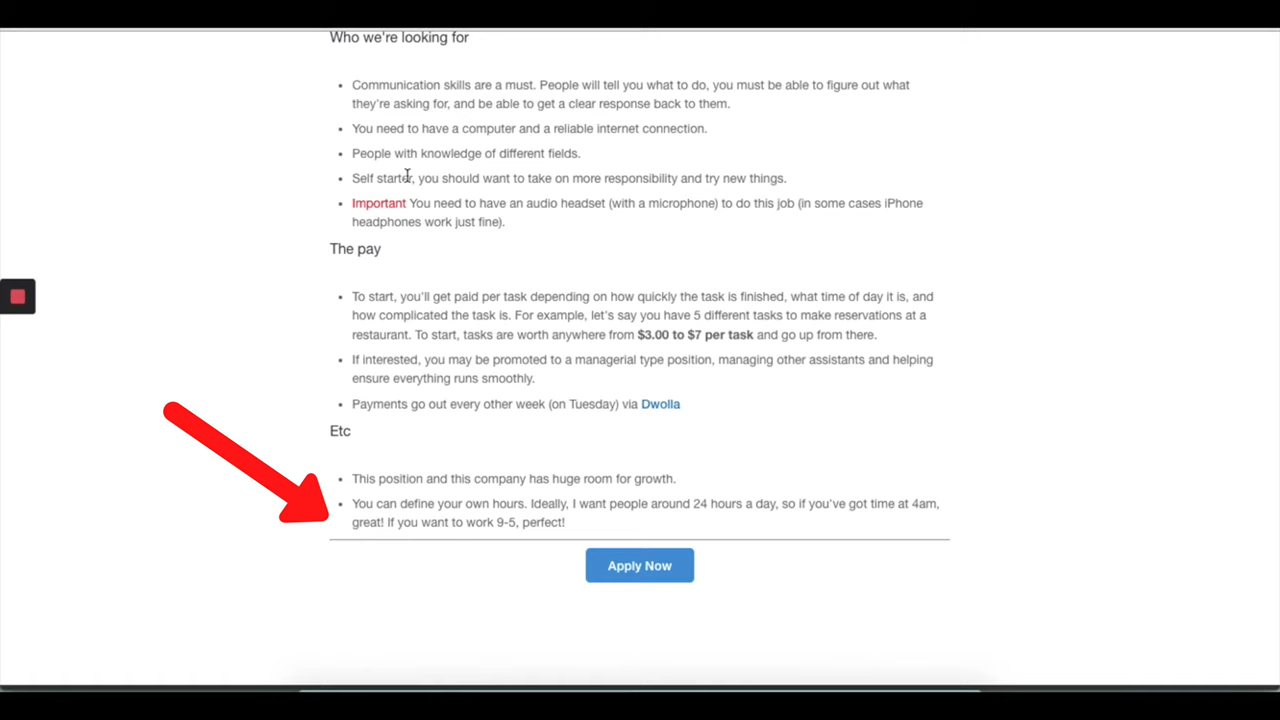 Who we're looking for
Communication skills are a must. People will tell you what to do, you must be able to figure out what
they're asking for, and be able to get a clear response back to them.
You need to have a computer and a reliable internet connection.
People with knowledge of different fields.
Self starter, you should want to take on more responsibility and try new things.
Important You need to have an audio headset (with a microphone) to do this job (in some cases iPhone
headphones work just fine).
The pay
To start, you'll get paid per task depending on how quickly the task is finished, what time of day it is, and
how complicated the task is. For example, let's say you have 5 different tasks to make reservations at a
restaurant. To start, tasks are worth anywhere from $3.00 to $7 per task and go up from there.
If interested, you may be promoted to a managerial type position, managing other assistants and helping
ensure everything runs smoothly.
Payments go out every other week (on Tuesday) via Dwolla
Etc
This position and this company has huge room for growth.
You can define your own hours. Ideally, I want people around 24 hours a day, so if you've got time at 4am,
great! If you want to work 9-5, perfect!
Apply Now